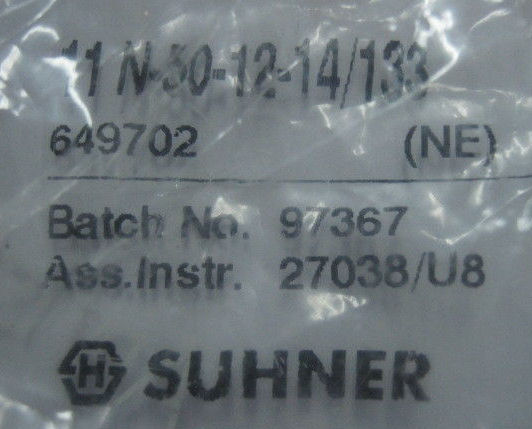 11 N-50-12-14/133
649702 (NE)
Batch No. 97367
Ass.Instr. 27038/U8
H SUHNER